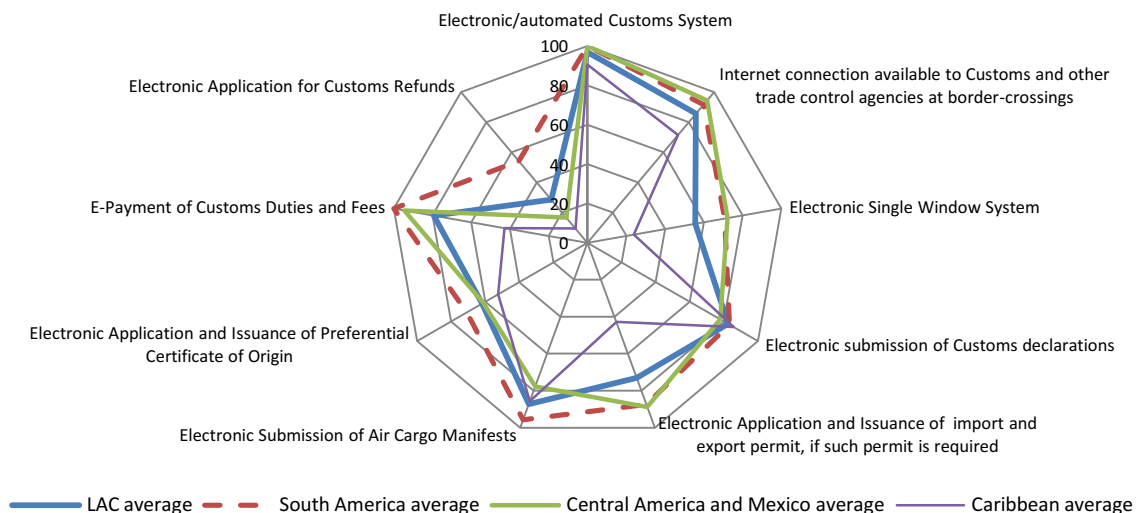 Electronic/automated Customs System
100
80
60
40
20
0
Internet connection available to Customs and other
trade control agencies at border-crossings
Electronic Single Window System
Electronic submission of Customs declarations
Electronic Application and Issuance of import and
export permit, if such permit is required
Electronic Submission of Air Cargo Manifests
Electronic Application and Issuance of Preferential
Certificate of Origin
E-Payment of Customs Duties and Fees
Electronic Application for Customs Refunds
LAC average
South America average
Central America and Mexico average
Caribbean average